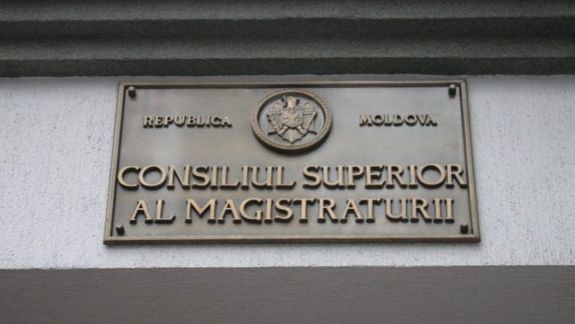 REPUBLICA MOLDOVA
CONSILIUL SUPERIOR
AL MAGISTRATURII